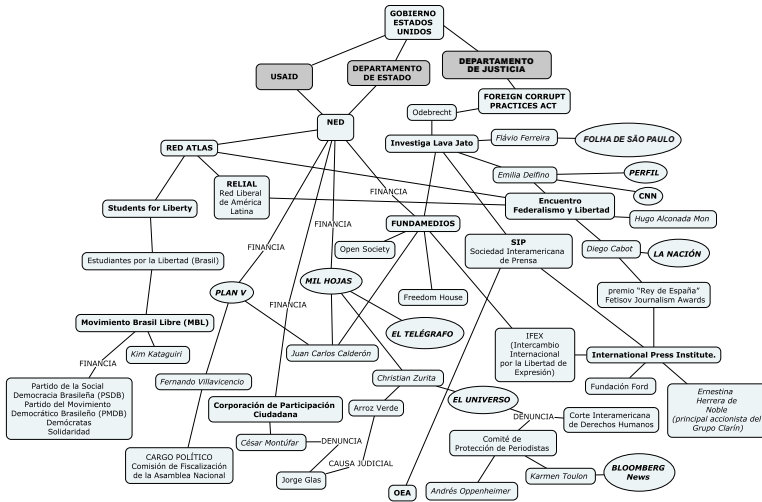 GOBIERNO
ESTADOS
UNIDOS
USAID
DEPARTAMENTO
DE ESTADO
DEPARTAMENTO
DE JUSTICIA
FOREIGN CORRUPT
PRACTICES ACT
Odebrecht
NED
RED ATLAS
Investiga Lava Jato
Flávio Ferreira
FOLHA DE SÃO PAULO
Emilia Delfino
PERFIL
CNN
RELIAL
Red Liberal
de América
Latina
FINANCIA
Encuentro
Federalismo y Libertad
Students for Liberty
Hugo Alconada Mon
FINANCIA
FUNDAMEDIOS
FINANCIA
Open Society
SIP
Sociedad Interamericana
de Prensa
Diego Cabot
LA NACIÓN
Estudiantes por la Libertad (Brasil)
PLAN V
MIL HOJAS
Freedom House
premio “Rey de España”
Fetisov Journalism Awards
FINANCIA
Movimiento Brasil Libre (MBL)
EL TELÉGRAFO
Kim Kataguiri
Juan Carlos Calderón
IFEX
(Intercambio
Internacional
por la Libertad de
Expresión)
International Press Institute.
FINANCIA
Partido de la Social
Democracia Brasileña (PSDB)
Partido del Movimiento
Democrático Brasileño (PMDB)
Demócratas
Solidaridad
Fernando Villavicencio
Christian Zurita
Fundación Ford
Ernestina
Herrera de
Noble
(principal accionista del
Grupo Clarín)
Corporación de Participación
Ciudadana
Arroz Verde
EL UNIVERSO
DENUNCIA
Corte Interamericana
de Derechos Humanos
César Montúfar
DENUNCIA
Comité de
Protección de Periodistas
CARGO POLÍTICO
Comisión de Fiscalización
de la Asamblea Nacional
CAUSA JUDICIAL
Jorge Glas
Karmen Toulon
BLOOMBERG
News
OEA
Andrés Oppenheimer